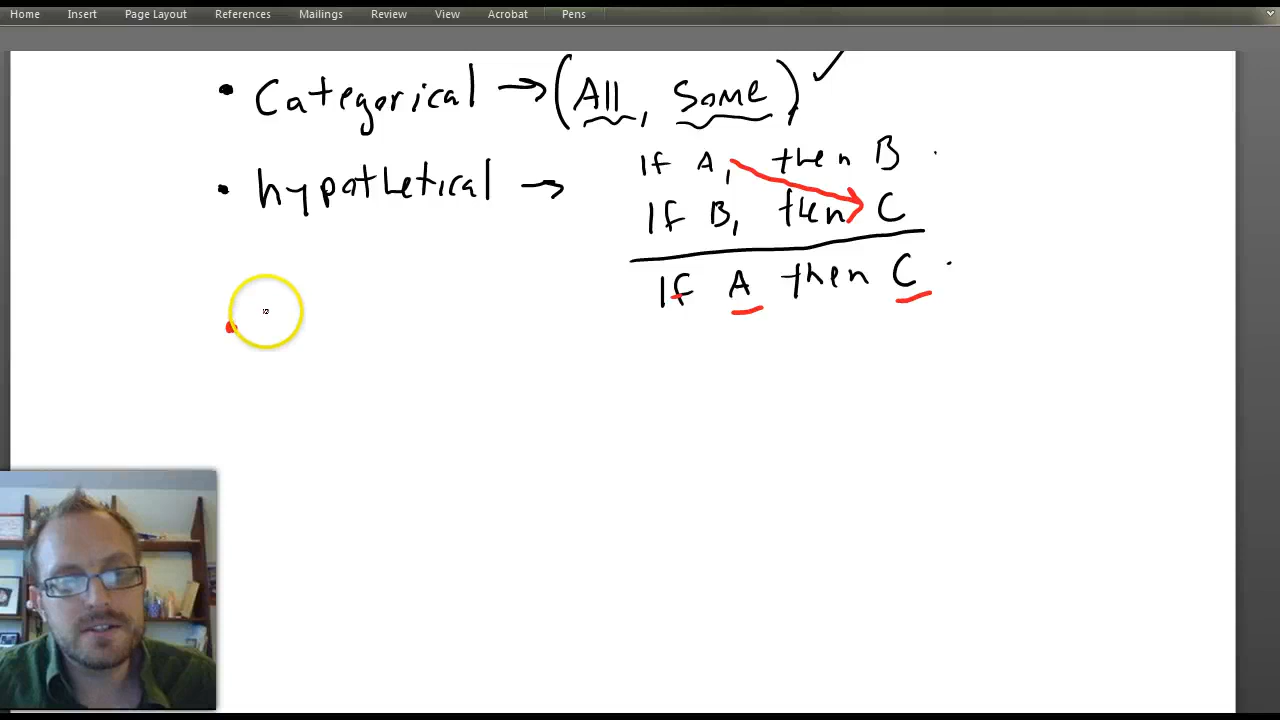 Home Insert Page Layout References Mailings Review View Acrobat Pens
• Categorical → (All, Some) ✓
• hypothetical →
If A, then B.
If B, then C
If A then C.